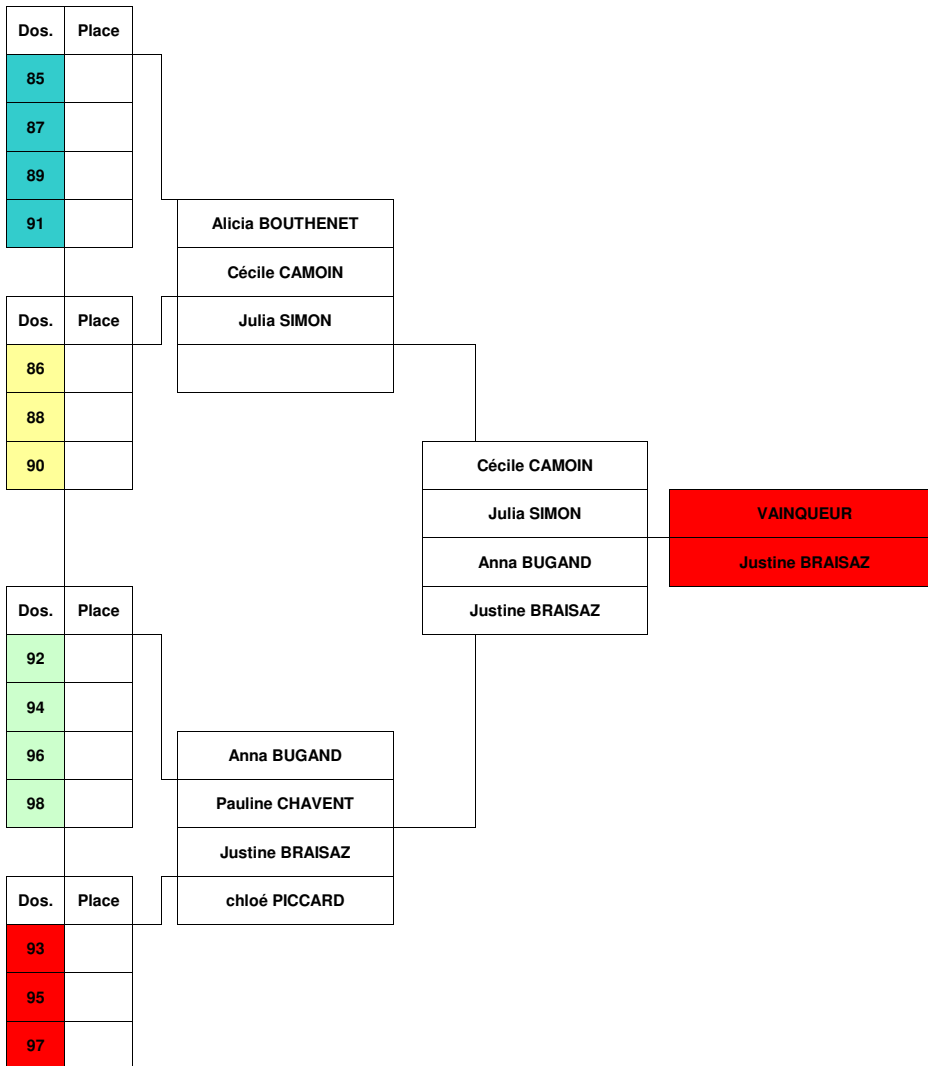 Dos. Place
85
87
89
91
Alicia BOUTHENET
Cécile CAMOIN
Julia SIMON
Dos. Place
86
88
90
Cécile CAMOIN
Julia SIMON
Anna BUGAND
Justine BRAISAZ
VAINQUEUR
Justine BRAISAZ
Dos. Place
92
94
96
98
Anna BUGAND
Pauline CHAVENT
Justine BRAISAZ
chloé PICCARD
Dos. Place
93
95
97